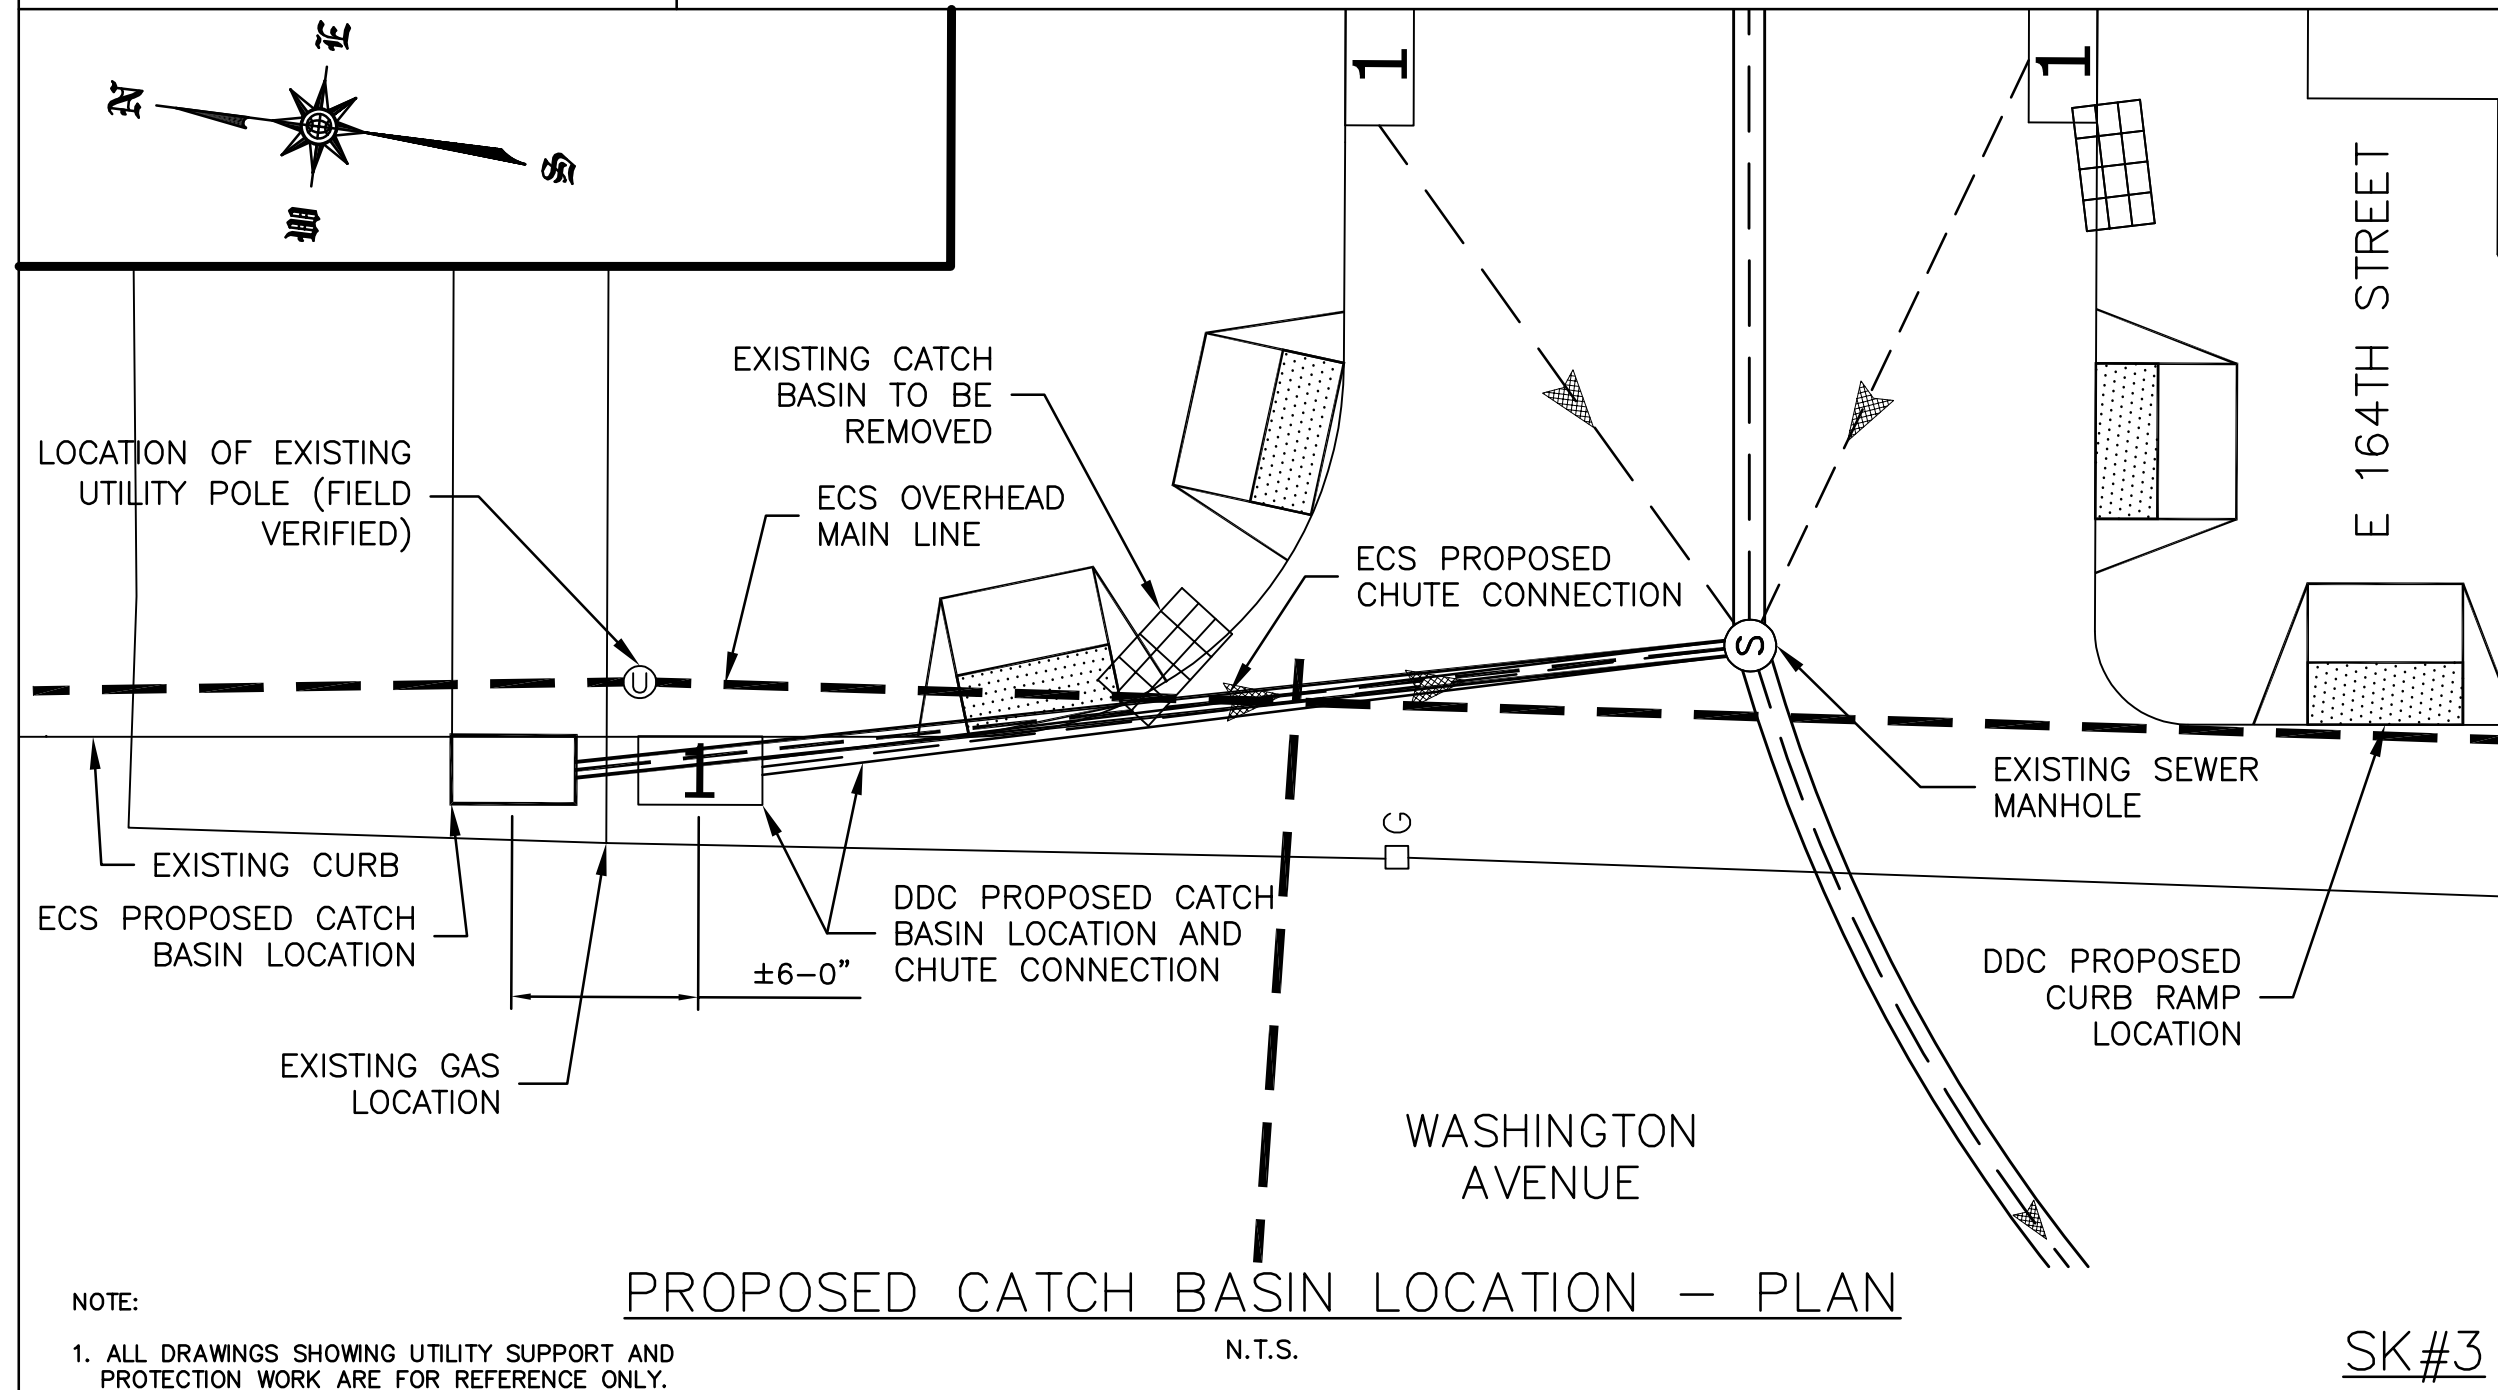 E
N
S
W
1
1
E 164TH STREET
EXISTING CATCH
BASIN TO BE
REMOVED
LOCATION OF EXISTING
UTILITY POLE (FIELD
VERIFIED)
ECS OVERHEAD
MAIN LINE
ECS PROPOSED
CHUTE CONNECTION
S
U
1
EXISTING SEWER
MANHOLE
G
EXISTING CURB
ECS PROPOSED CATCH
BASIN LOCATION
DDC PROPOSED CATCH
BASIN LOCATION AND
CHUTE CONNECTION
±6-0"
DDC PROPOSED
CURB RAMP
LOCATION
EXISTING GAS
LOCATION
WASHINGTON
AVENUE
PROPOSED CATCH BASIN LOCATION - PLAN
N.T.S.
NOTE:
1. ALL DRAWINGS SHOWING UTILITY SUPPORT AND
PROTECTION WORK ARE FOR REFERENCE ONLY.
SK#3